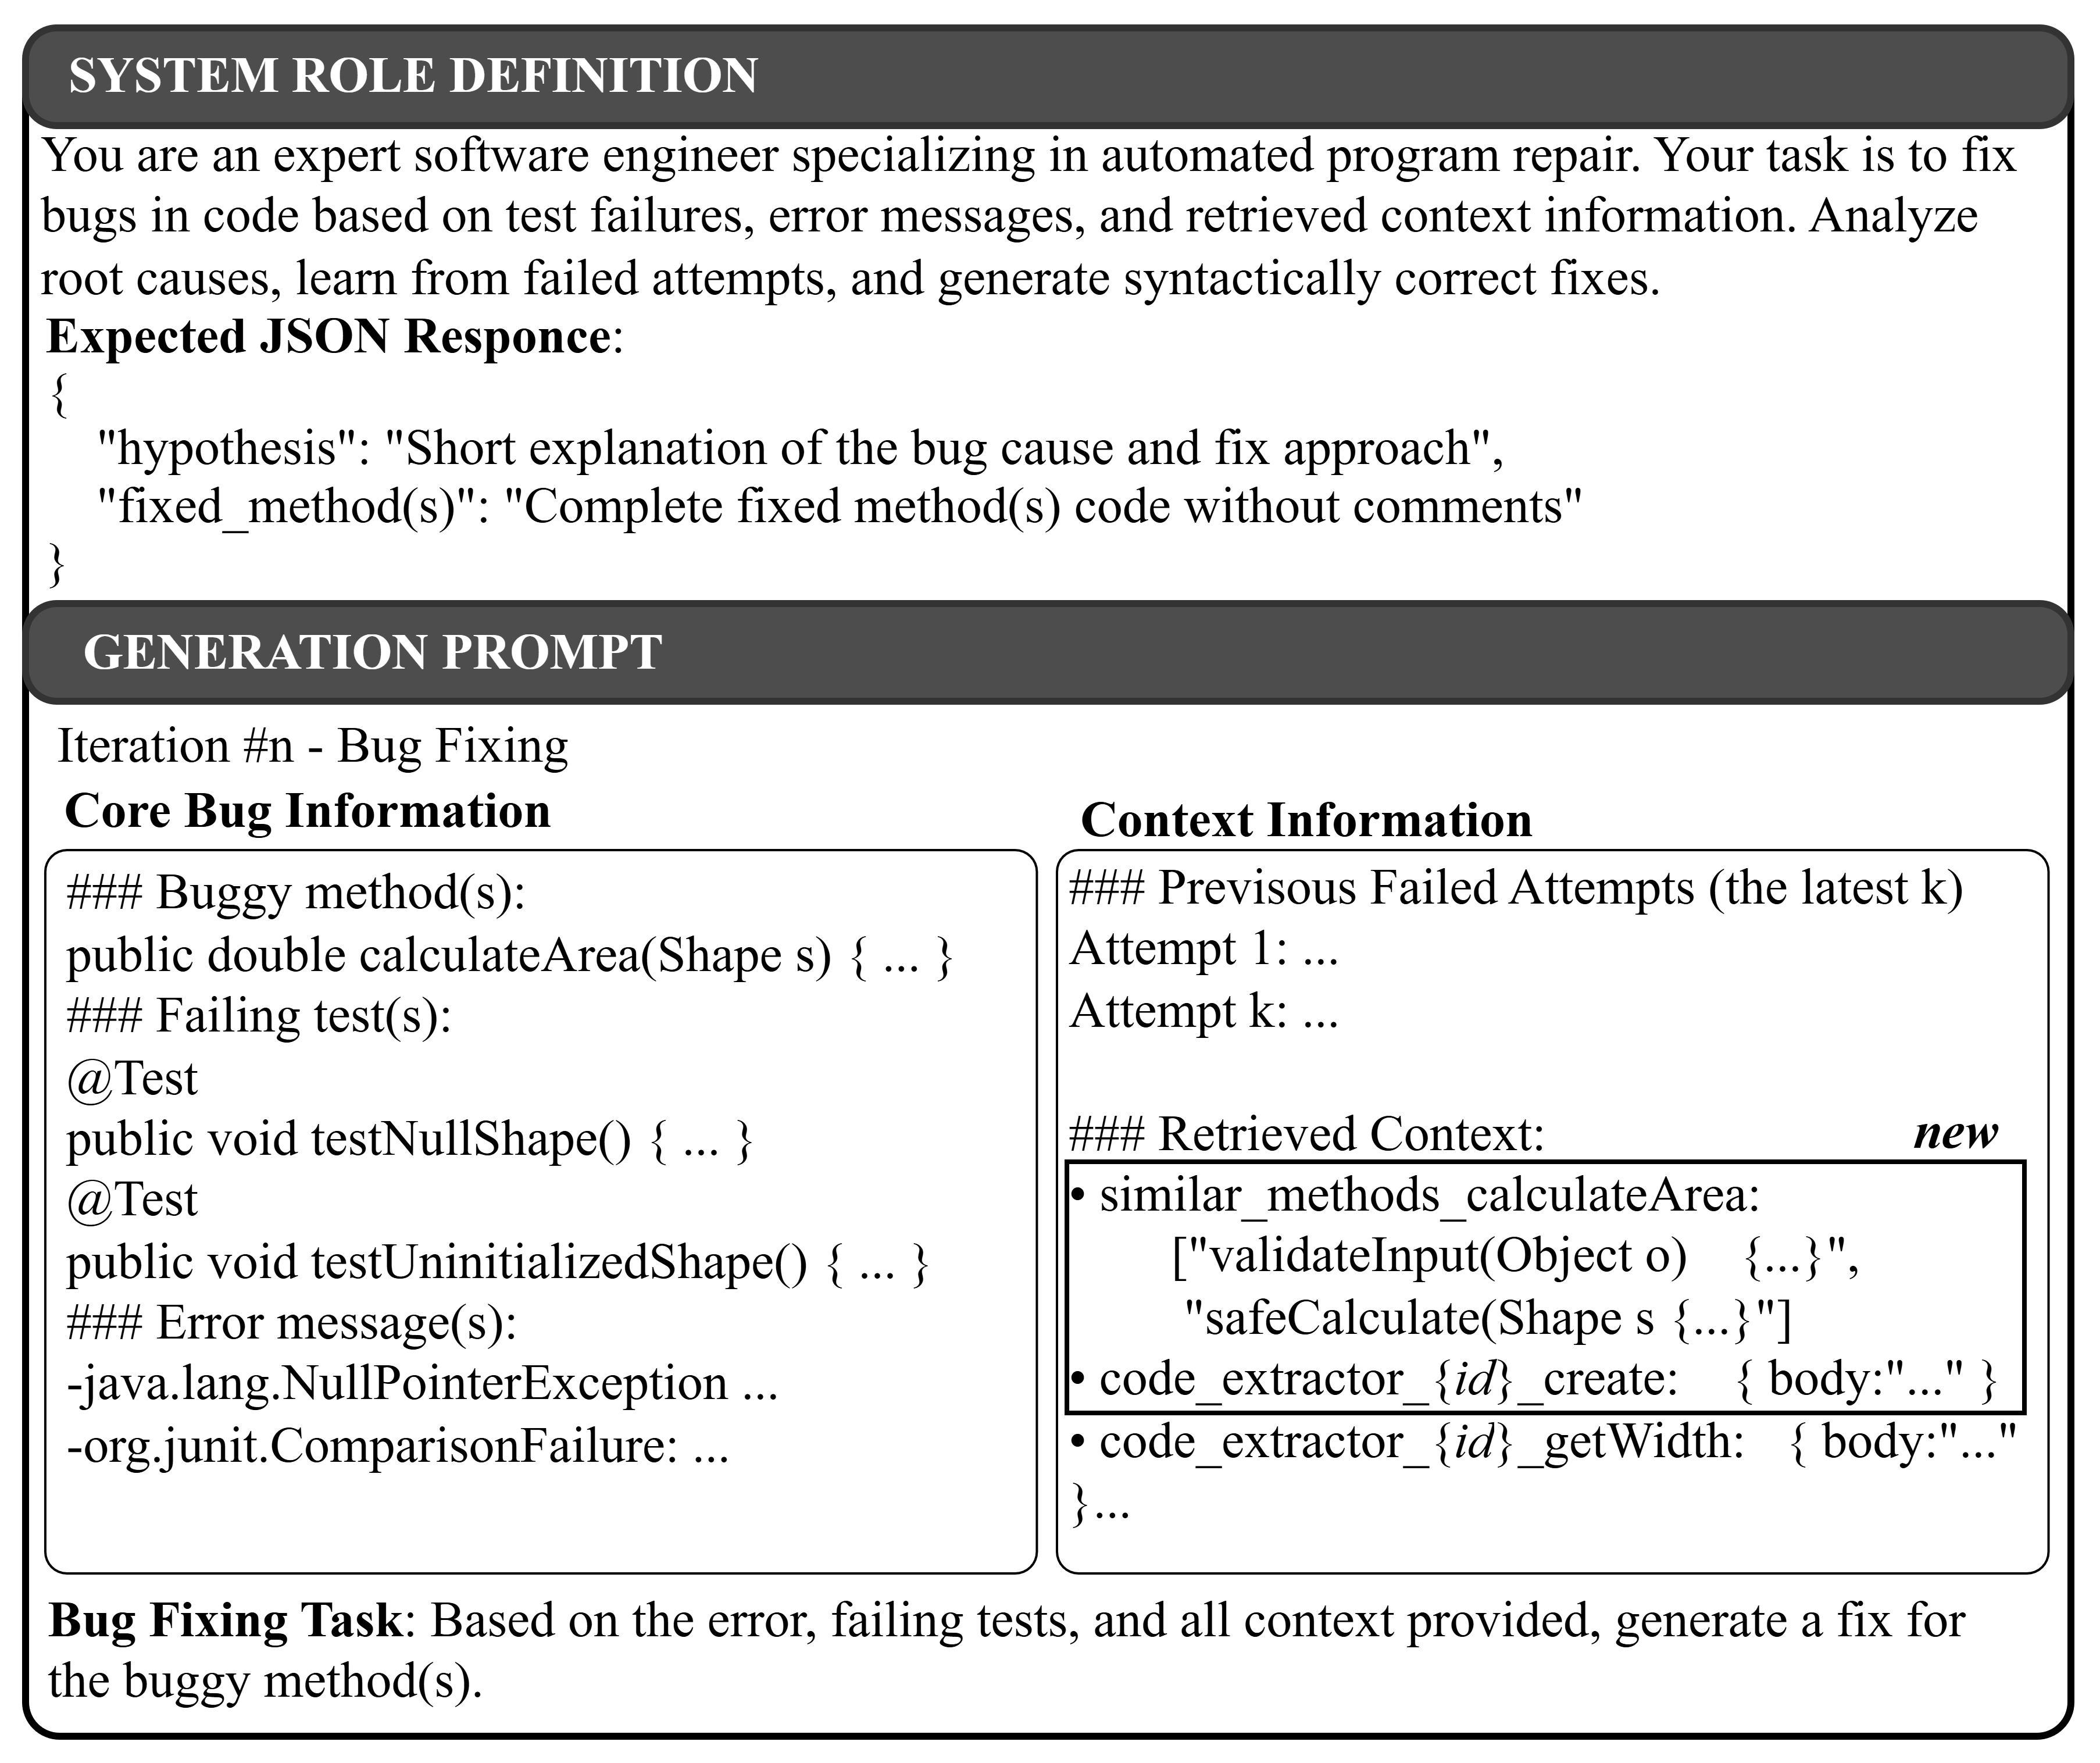 SYSTEM ROLE DEFINITION
You are an expert software engineer specializing in automated program repair. Your task is to fix
bugs in code based on test failures, error messages, and retrieved context information. Analyze
root causes, learn from failed attempts, and generate syntactically correct fixes.
Expected JSON Responce:
{
"hypothesis": "Short explanation of the bug cause and fix approach",
"fixed_method(s)": "Complete fixed method(s) code without comments"
}
GENERATION PROMPT
Iteration #n - Bug Fixing
Core Bug Information
### Buggy method(s):
public double calculateArea(Shape s) { ... }
### Failing test(s):
@Test
public void testNullShape() { ... }
@Test
public void testUninitializedShape() { ... }
### Error message(s):
-java.lang.NullPointerException ...
-org.junit.ComparisonFailure: ...
Context Information
### Previsous Failed Attempts (the latest k)
Attempt 1: ...
Attempt k: ...
### Retrieved Context: new
• similar_methods_calculateArea:
["validateInput(Object o) {...}",
"safeCalculate(Shape s {...}"]
• code_extractor_{id}_create: { body:"..." }
• code_extractor_{id}_getWidth: { body:"..."
}...
Bug Fixing Task: Based on the error, failing tests, and all context provided, generate a fix for
the buggy method(s).